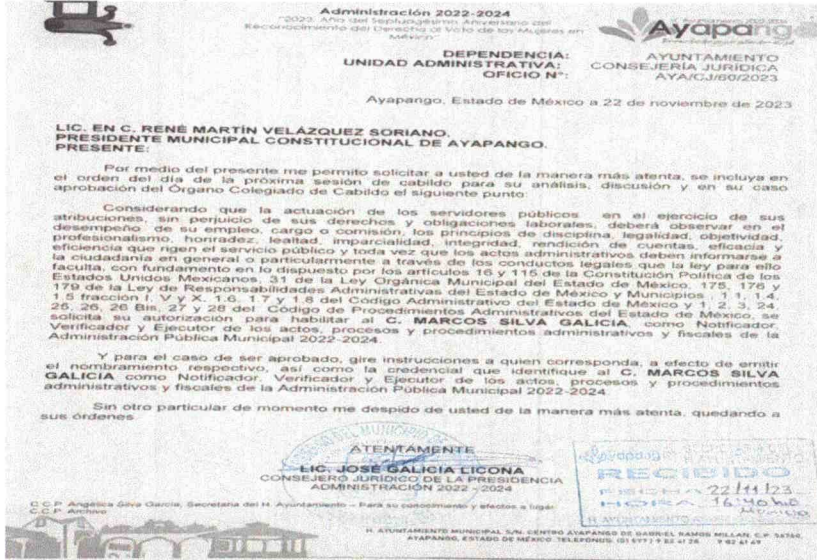 Administración 2022-2024
"2023. Año del Septuagésimo Aniversario del
Reconocimiento del Derecho al Voto de las Mujeres en
México"
Ayapango
DEPENDENCIA: AYUNTAMIENTO
UNIDAD ADMINISTRATIVA: CONSEJERÍA JURÍDICA
OFICIO N°: AYA/CJ/60/2023
Ayapango, Estado de México a 22 de noviembre de 2023
LIC. EN C. RENÉ MARTÍN VELÁZQUEZ SORIANO.
PRESIDENTE MUNICIPAL CONSTITUCIONAL DE AYAPANGO.
PRESENTE:
Por medio del presente me permito solicitar a usted de la manera más atenta, se incluya en
el orden del día de la próxima sesión de cabildo para su análisis, discusión y en su caso
aprobación del Órgano Colegiado de Cabildo el siguiente punto:
Considerando que la actuación de los servidores públicos en el ejercicio de sus
atribuciones, sin perjuicio de sus derechos y obligaciones laborales, deberá observar en el
desempeño de su empleo, cargo o comisión, los principios de disciplina, legalidad, objetividad,
profesionalismo, honradez, lealtad, imparcialidad, integridad, rendición de cuentas, eficacia y
eficiencia que rigen el servicio público y toda vez que los actos administrativos deben informarse a
la ciudadanía en general o particularmente a través de los conductos legales que la ley para ello
faculta, con fundamento en lo dispuesto por los artículos 16 y 115 de la Constitución Política de los
Estados Unidos Mexicanos, 31 de la Ley Orgánica Municipal del Estado de México, 175, 176 y
179 de la Ley de Responsabilidades Administrativas del Estado de México y Municipios, 1.1, 1.4,
1.5 fracción I, V y X, 1.6, 1.7 y 1.8 del Código Administrativo del Estado de México y 1, 2, 3, 24,
25, 26, 26 Bis, 27 y 28 del Código de Procedimientos Administrativos del Estado de México, se
solicita su autorización para habilitar al C. MARCOS SILVA GALICIA, como Notificador,
Verificador y Ejecutor de los actos, procesos y procedimientos administrativos y fiscales de la
Administración Pública Municipal 2022-2024.
Y para el caso de ser aprobado, gire instrucciones a quien corresponda, a efecto de emitir
el nombramiento respectivo, así como la credencial que identifique al C. MARCOS SILVA
GALICIA como Notificador, Verificador y Ejecutor de los actos, procesos y procedimientos
administrativos y fiscales de la Administración Pública Municipal 2022-2024.
Sin otro particular de momento me despido de usted de la manera más atenta, quedando a
sus órdenes
ATENTAMENTE
LIC. JOSÉ GALICIA LICONA
CONSEJERO JURÍDICO DE LA PRESIDENCIA
ADMINISTRACIÓN 2022 - 2024
Ayapango
RECIBIDO
FECHA 22/11/23
HORA 16:40 hrs
H. AYUNTAMIENTO
C.C.P. Angélica Silva García, Secretaria del H. Ayuntamiento – Para su conocimiento y efectos a lugar
C.C.P. Archivo
H. AYUNTAMIENTO MUNICIPAL S/N, CENTRO AYAPANGO DE GABRIEL RAMOS MILLAN, C.P. 56760,
AYAPANGO, ESTADO DE MÉXICO. TELÉFONOS: (01 597) 9 82 41 26 9 82 41 49